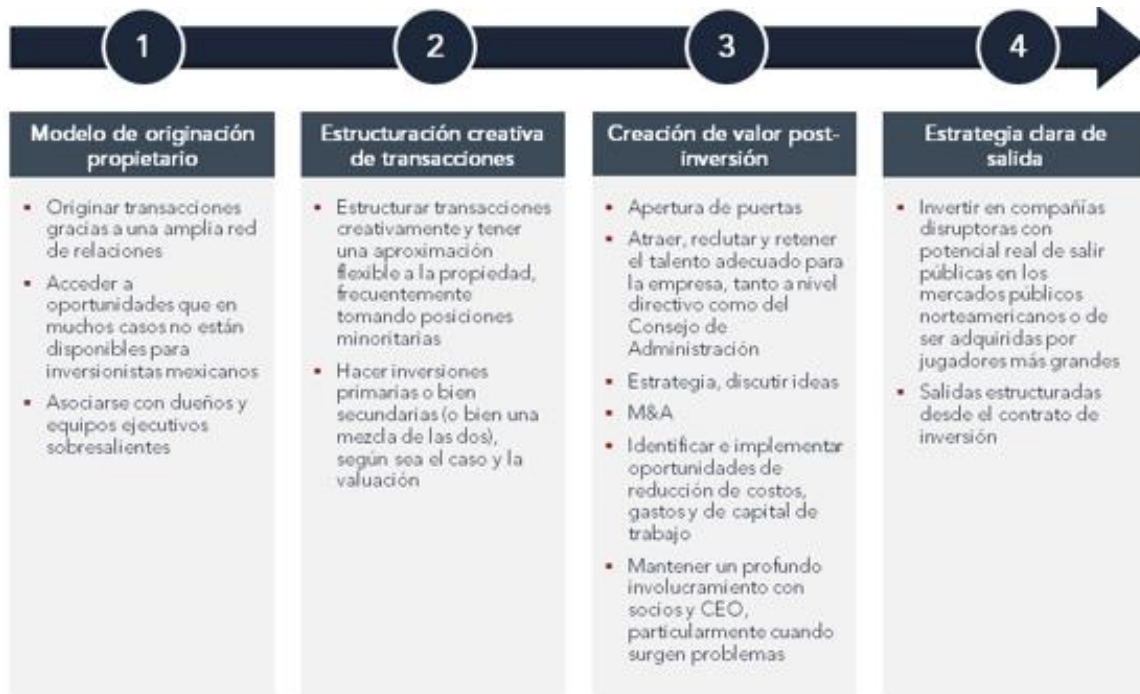 1
2
3
4
Modelo de originación
propietario
▪ Originar transacciones
gracias a una amplia red
de relaciones
▪ Acceder a
oportunidades que en
muchos casos no están
disponibles para
inversionistas mexicanos
▪ Asociarse con dueños y
equipos ejecutivos
sobresalientes
Estructuración creativa
de transacciones
▪ Estructurar transacciones
creativamente y tener
una aproximación
flexible a la propiedad,
frecuentemente
tomando posiciones
minoritarias
▪ Hacer inversiones
primarias o bien
secundarias (o bien una
mezcla de las dos),
según sea el caso y la
valuación
Creación de valor post-
inversión
▪ Apertura de puertas
▪ Atraer, reclutar y retener
el talento adecuado para
la empresa, tanto a nivel
directivo como del
Consejo de
Administración
▪ Estrategia, discutir ideas
▪ M&A
▪ Identificar e implementar
oportunidades de
reducción de costos,
gastos y de capital de
trabajo
▪ Mantener un profundo
involucramiento con
socios y CEO,
particularmente cuando
surgen problemas
Estrategia clara de
salida
▪ Invertir en compañías
disruptoras con
potencial real de salir
públicas en los
mercados públicos
norteamericanos o de
ser adquiridas por
jugadores más grandes
▪ Salidas estructuradas
desde el contrato de
inversión